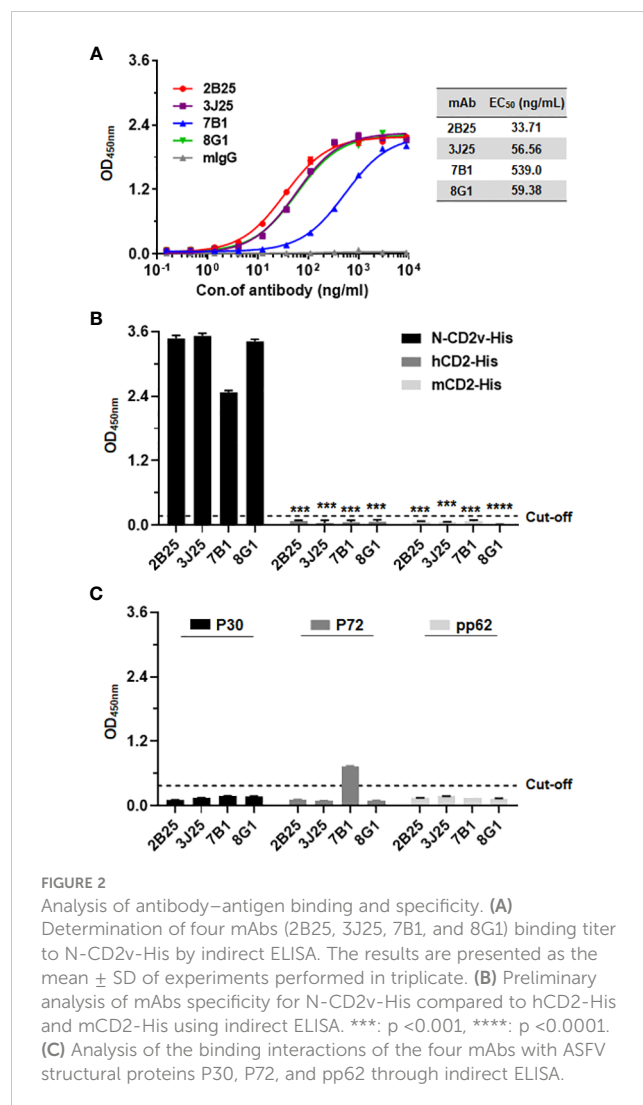 A
3.6
2.4
1.2
0.0
OD450nm
2B25
3J25
7B1
8G1
mIgG
10-1 100 101 102 103 104
Con.of antibody (ng/ml)
mAb EC50 (ng/mL)
2B25 33.71
3J25 56.56
7B1 539.0
8G1 59.38
B
3.6
2.4
1.2
0.0
OD450nm
N-CD2v-His
hCD2-His
mCD2-His
*** *** *** *** *** *** *** ****
Cut-off
2B25 3J25 7B1 8G1 2B25 3J25 7B1 8G1 2B25 3J25 7B1 8G1
C
3.6
2.4
1.2
0.0
OD450nm
P30 P72 pp62
Cut-off
2B25 3J25 7B1 8G1 2B25 3J25 7B1 8G1 2B25 3J25 7B1 8G1
FIGURE 2
Analysis of antibody–antigen binding and specificity. (A)
Determination of four mAbs (2B25, 3J25, 7B1, and 8G1) binding titer
to N-CD2v-His by indirect ELISA. The results are presented as the
mean ± SD of experiments performed in triplicate. (B) Preliminary
analysis of mAbs specificity for N-CD2v-His compared to hCD2-His
and mCD2-His using indirect ELISA. ***: p <0.001, ****: p <0.0001.
(C) Analysis of the binding interactions of the four mAbs with ASFV
structural proteins P30, P72, and pp62 through indirect ELISA.